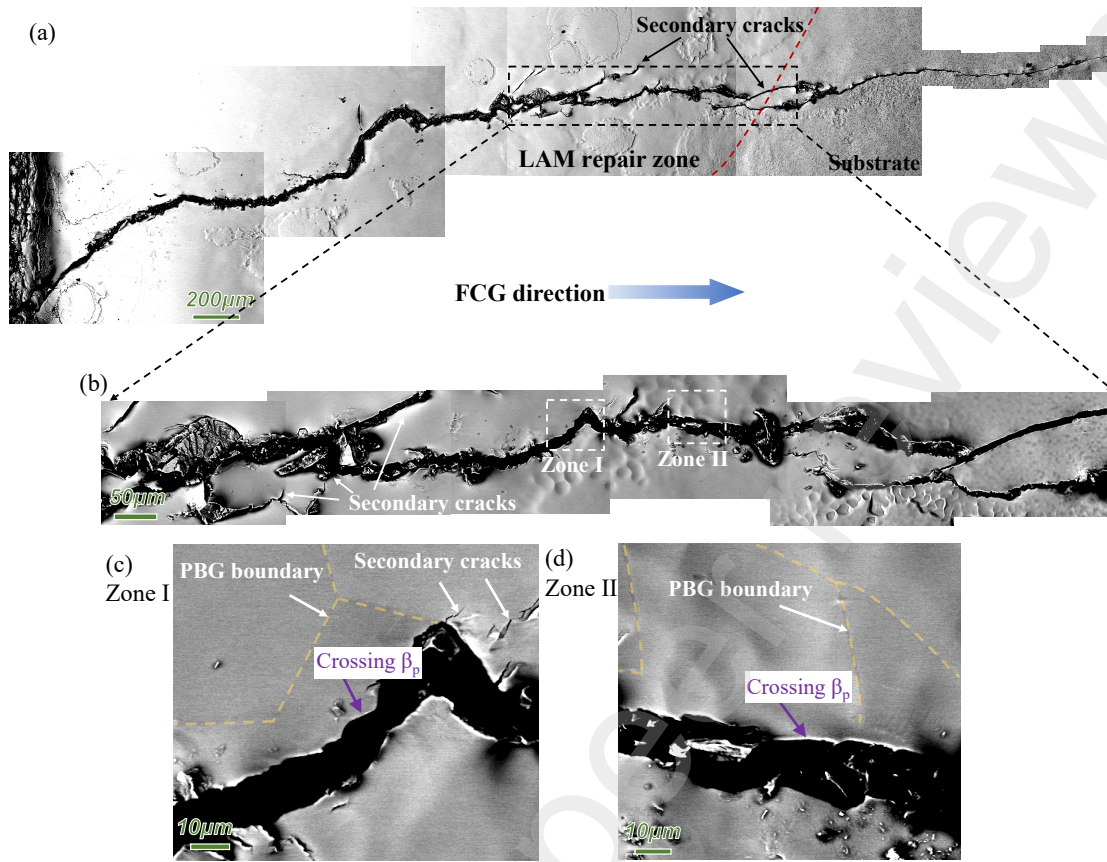 (a)
Secondary cracks
LAM repair zone
Substrate
200μm
FCG direction
(b)
Zone I
Zone II
Secondary cracks
50μm
(c)
Zone I
PBG boundary
Secondary cracks
Crossing βp
10μm
(d)
Zone II
PBG boundary
Crossing βp
10μm